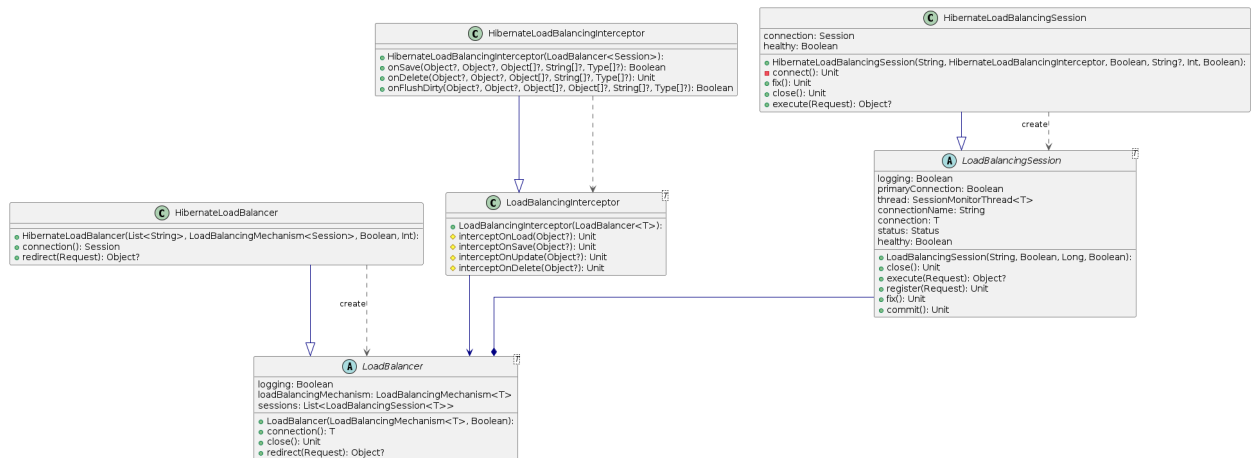 C HibernateLoadBalancingSession
connection: Session
healthy: Boolean
HibernateLoadBalancingSession(String, HibernateLoadBalancingInterceptor, Boolean, String?, Int, Boolean):
connect(): Unit
fix(): Unit
close(): Unit
execute(Request): Object?
C HibernateLoadBalancingInterceptor
HibernateLoadBalancingInterceptor(LoadBalancer<Session>):
onSave(Object?, Object?, Object[]?, String[]?, Type[]?): Boolean
onDelete(Object?, Object?, Object[]?, String[]?, Type[]?): Unit
onFlushDirty(Object?, Object?, Object[]?, Object[]?, String[]?, Type[]?): Boolean
create
A LoadBalancingSession T
logging: Boolean
primaryConnection: Boolean
thread: SessionMonitorThread<T>
connectionName: String
connection: T
status: Status
healthy: Boolean
LoadBalancingSession(String, Boolean, Long, Boolean):
close(): Unit
execute(Request): Object?
register(Request): Unit
fix(): Unit
commit(): Unit
C LoadBalancingInterceptor T
LoadBalancingInterceptor(LoadBalancer<T>):
interceptOnLoad(Object?): Unit
interceptOnSave(Object?): Unit
interceptOnUpdate(Object?): Unit
interceptOnDelete(Object?): Unit
C HibernateLoadBalancer
HibernateLoadBalancer(List<String>, LoadBalancingMechanism<Session>, Boolean, Int):
connection(): Session
redirect(Request): Object?
create
A LoadBalancer T
logging: Boolean
loadBalancingMechanism: LoadBalancingMechanism<T>
sessions: List<LoadBalancingSession<T>>
LoadBalancer(LoadBalancingMechanism<T>, Boolean):
connection(): T
close(): Unit
redirect(Request): Object?